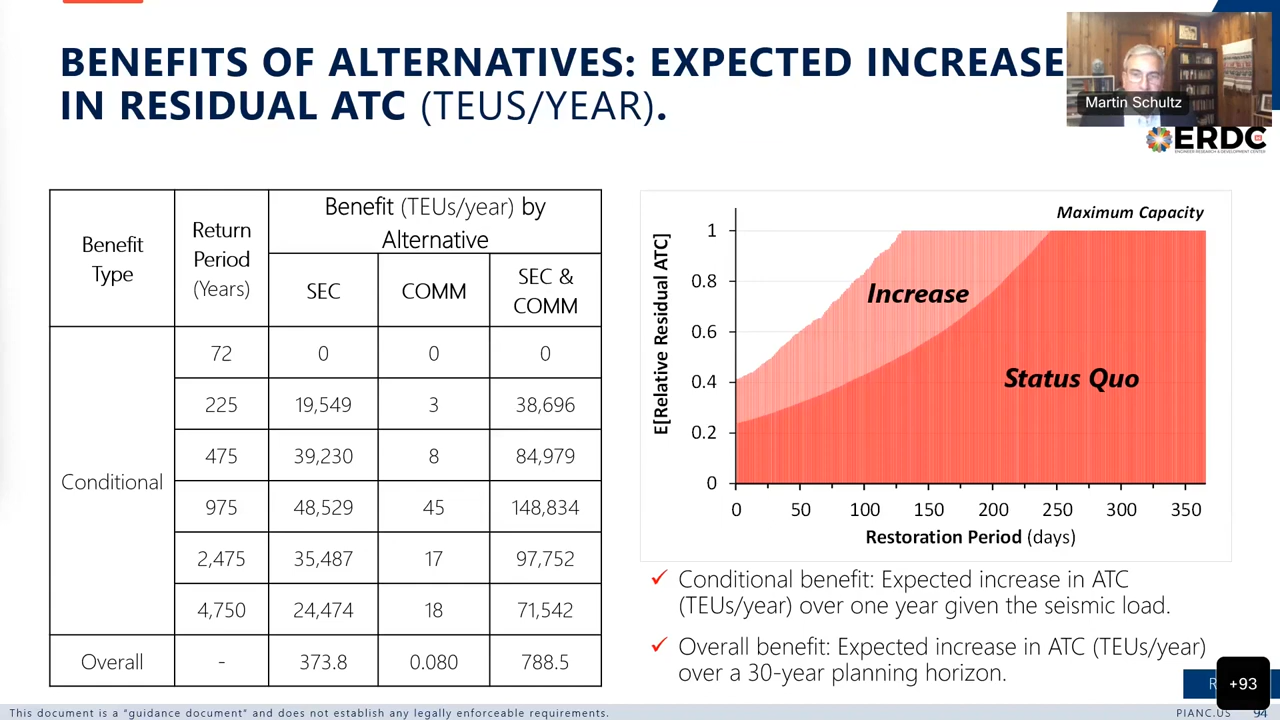 BENEFITS OF ALTERNATIVES: EXPECTED INCREASE
IN RESIDUAL ATC (TEUS/YEAR).
Martin Schultz
ERDC
ENGINEER RESEARCH & DEVELOPMENT CENTER
Benefit Type
Return Period (Years)
Benefit (TEUs/year) by Alternative
SEC
COMM
SEC & COMM
Conditional
72 0 0 0
225 19,549 3 38,696
475 39,230 8 84,979
975 48,529 45 148,834
2,475 35,487 17 97,752
4,750 24,474 18 71,542
Overall - 373.8 0.080 788.5
Maximum Capacity
E[Relative Residual ATC]
1
0.8
0.6
0.4
0.2
0
Increase
Status Quo
0 50 100 150 200 250 300 350
Restoration Period (days)
✓ Conditional benefit: Expected increase in ATC
(TEUs/year) over one year given the seismic load.
✓ Overall benefit: Expected increase in ATC (TEUs/year)
over a 30-year planning horizon.
+93
This document is a "guidance document" and does not establish any legally enforceable requirements.
PIANC.US 94